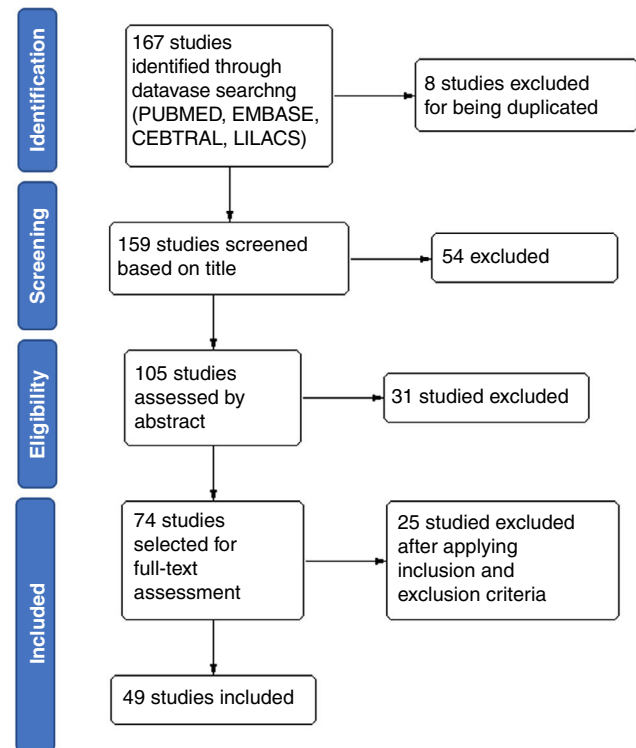 Identification
167 studies
identified through
datavase searchng
(PUBMED, EMBASE,
CEBTRAL, LILACS)
8 studies excluded
for being duplicated
Screening
159 studies screened
based on title
54 excluded
Eligibility
105 studies
assessed by
abstract
31 studied excluded
Included
74 studies
selected for
full-text
assessment
25 studied excluded
after applying
inclusion and
exclusion criteria
49 studies included